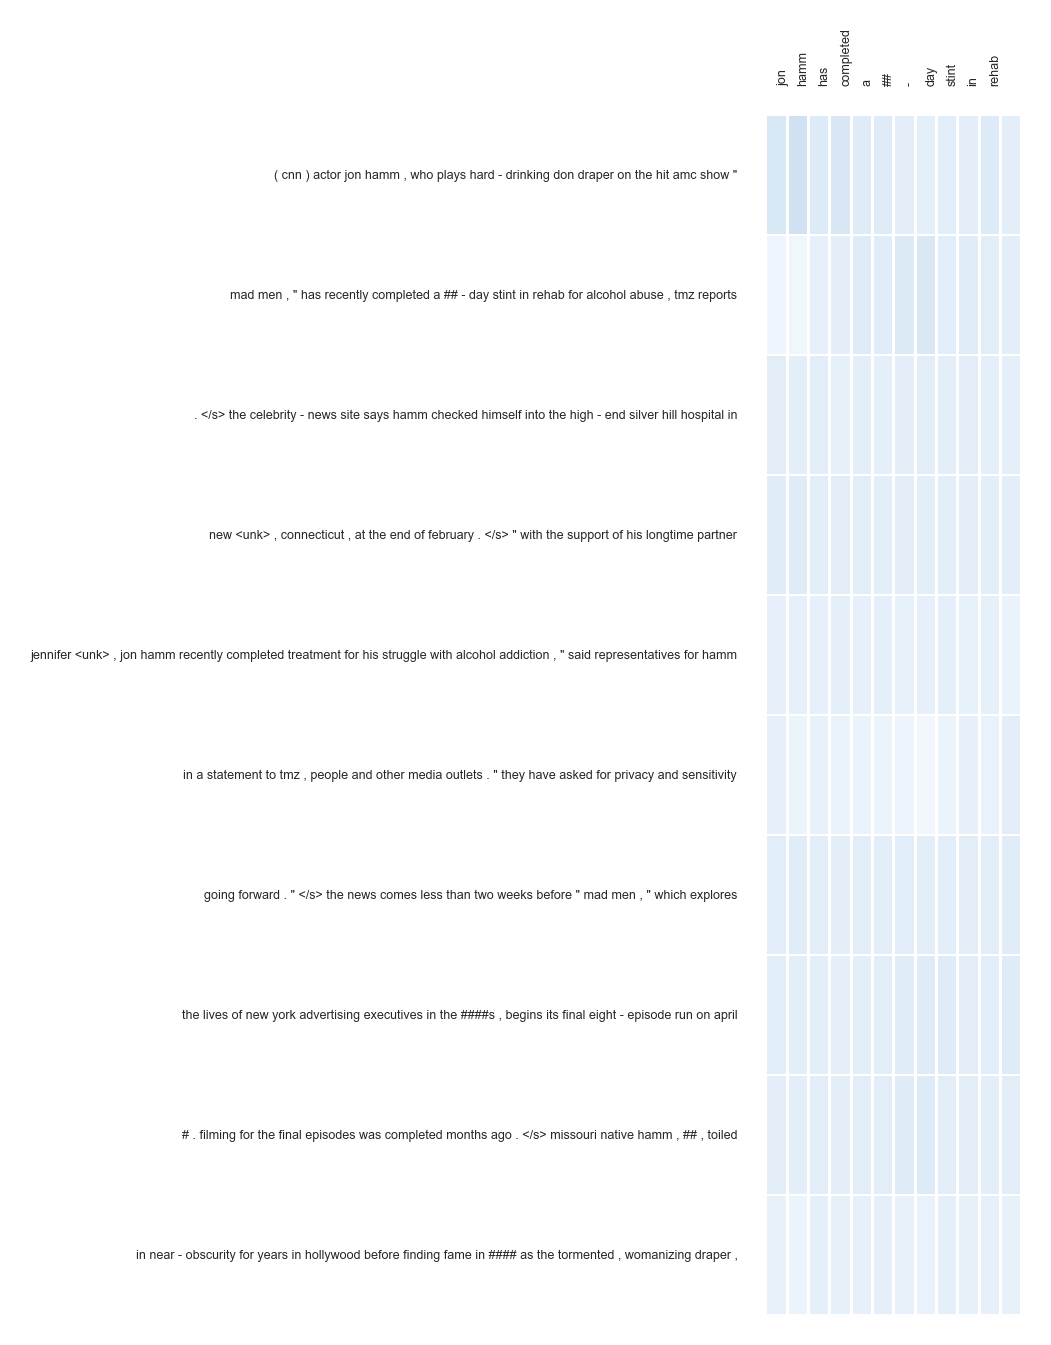 jon
hamm
has
completed
a
##
-
day
stint
in
rehab
( cnn ) actor jon hamm , who plays hard - drinking don draper on the hit amc show "
mad men , " has recently completed a ## - day stint in rehab for alcohol abuse , tmz reports
. </s> the celebrity - news site says hamm checked himself into the high - end silver hill hospital in
new <unk> , connecticut , at the end of february . </s> " with the support of his longtime partner
jennifer <unk> , jon hamm recently completed treatment for his struggle with alcohol addiction , " said representatives for hamm
in a statement to tmz , people and other media outlets . " they have asked for privacy and sensitivity
going forward . " </s> the news comes less than two weeks before " mad men , " which explores
the lives of new york advertising executives in the ####s , begins its final eight - episode run on april
# . filming for the final episodes was completed months ago . </s> missouri native hamm , ## , toiled
in near - obscurity for years in hollywood before finding fame in #### as the tormented , womanizing draper ,